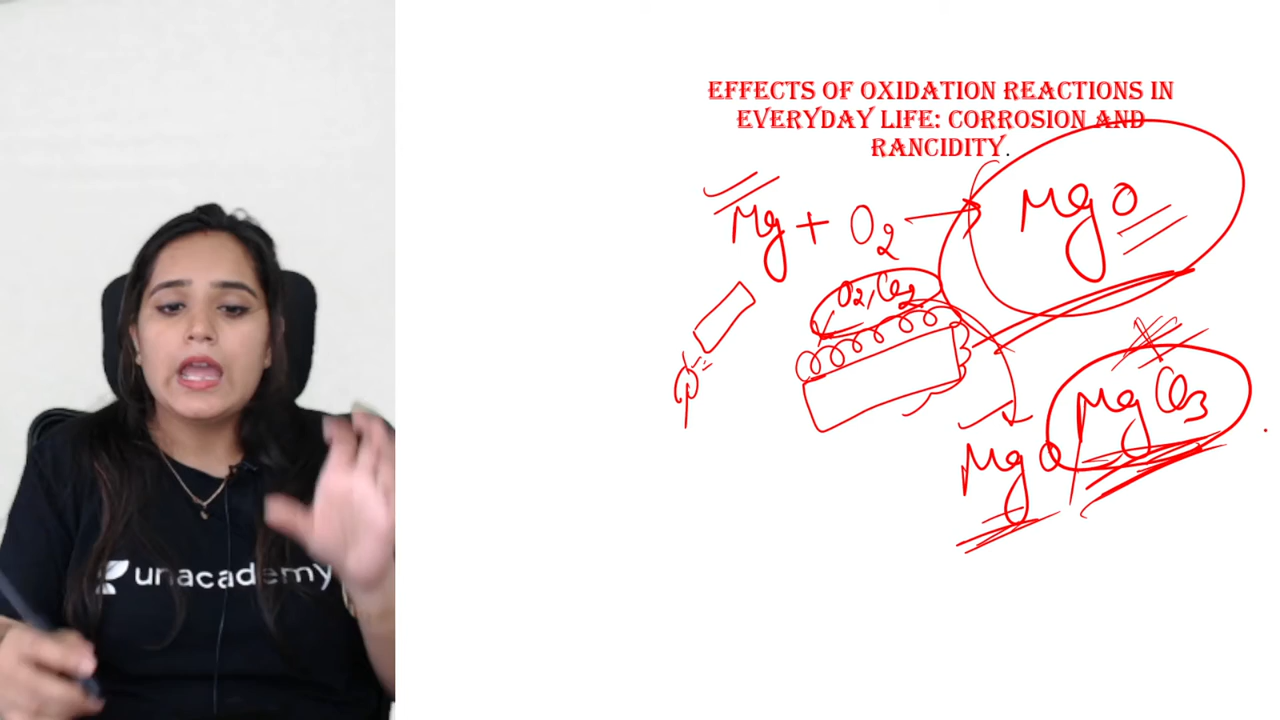 EFFECTS OF OXIDATION REACTIONS IN
EVERYDAY LIFE: CORROSION AND
RANCIDITY.
Mg + O2 → MgO
O2, CO2
MgO / MgCO3
unacademy